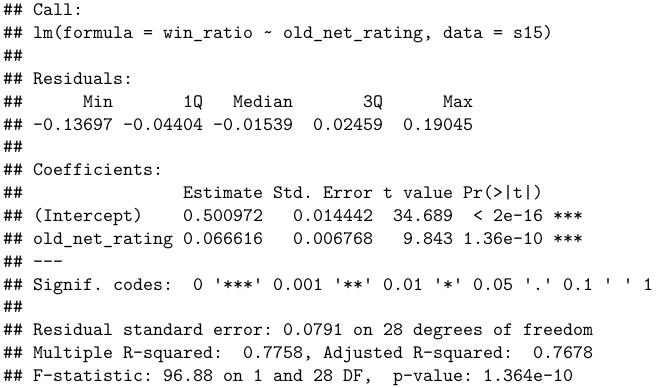 ## Call:
## lm(formula = win_ratio ~ old_net_rating, data = s15)
##
## Residuals:
##      Min       1Q   Median       3Q      Max
## -0.13697 -0.04404 -0.01539  0.02459  0.19045
##
## Coefficients:
##                Estimate Std. Error t value Pr(>|t|)
## (Intercept)    0.500972   0.014442  34.689  < 2e-16 ***
## old_net_rating 0.066616   0.006768   9.843 1.36e-10 ***
## ---
## Signif. codes:  0 '***' 0.001 '**' 0.01 '*' 0.05 '.' 0.1 ' ' 1
##
## Residual standard error: 0.0791 on 28 degrees of freedom
## Multiple R-squared:  0.7758, Adjusted R-squared:  0.7678
## F-statistic: 96.88 on 1 and 28 DF,  p-value: 1.364e-10